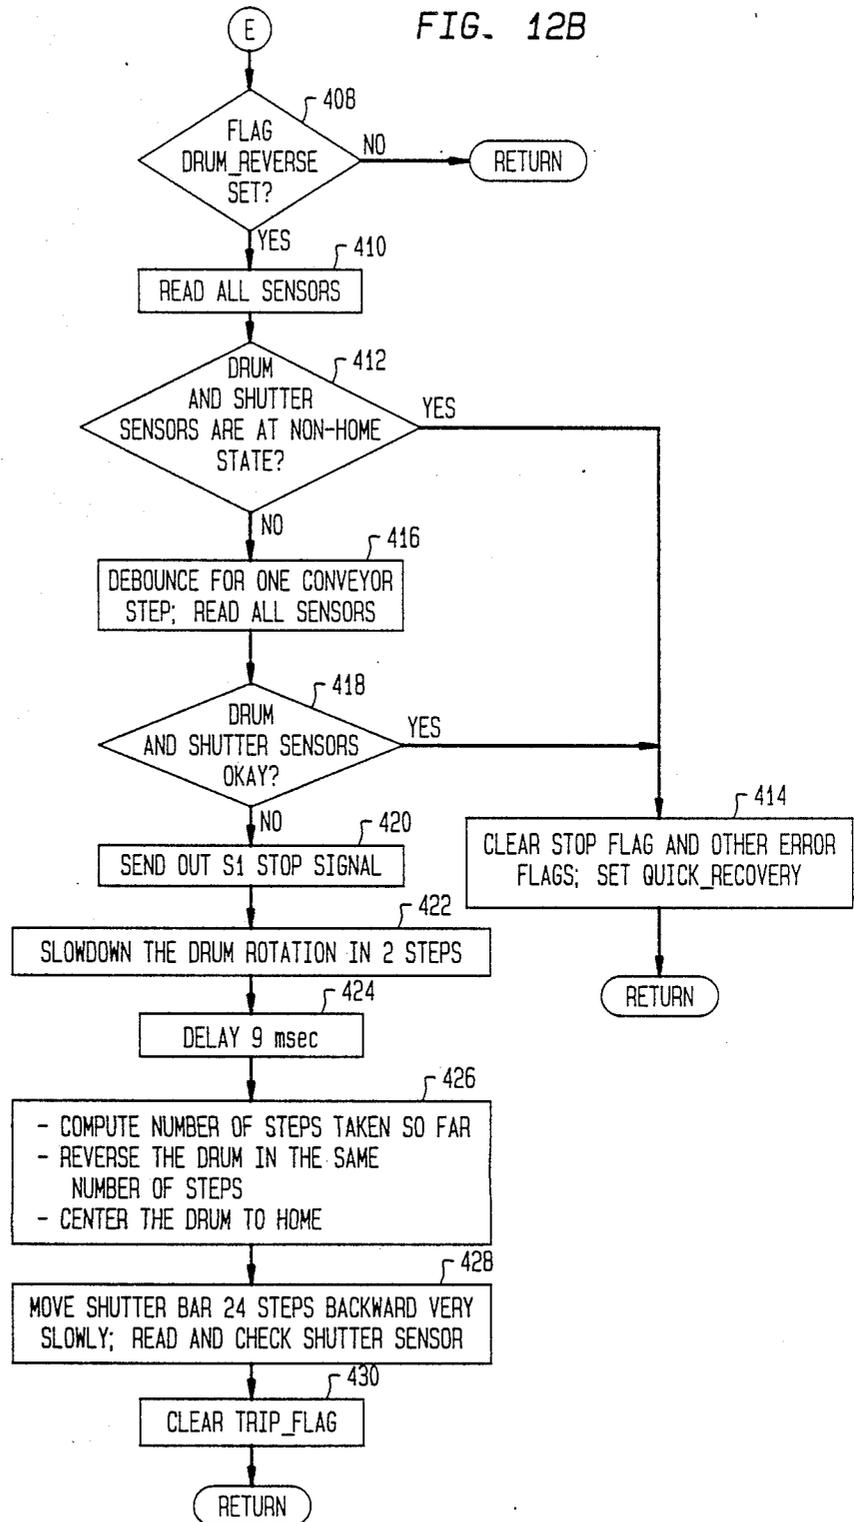 FIG. 12B
E
408
FLAG
DRUM_REVERSE
SET?
NO
RETURN
YES
410
READ ALL SENSORS
412
DRUM
AND SHUTTER
SENSORS ARE AT NON-HOME
STATE?
YES
NO
416
DEBOUNCE FOR ONE CONVEYOR
STEP; READ ALL SENSORS
418
DRUM
AND SHUTTER SENSORS
OKAY?
YES
NO
414
CLEAR STOP FLAG AND OTHER ERROR
FLAGS; SET QUICK_RECOVERY
RETURN
420
SEND OUT S1 STOP SIGNAL
422
SLOWDOWN THE DRUM ROTATION IN 2 STEPS
424
DELAY 9 msec
426
- COMPUTE NUMBER OF STEPS TAKEN SO FAR
- REVERSE THE DRUM IN THE SAME
NUMBER OF STEPS
- CENTER THE DRUM TO HOME
428
MOVE SHUTTER BAR 24 STEPS BACKWARD VERY
SLOWLY; READ AND CHECK SHUTTER SENSOR
430
CLEAR TRIP_FLAG
RETURN